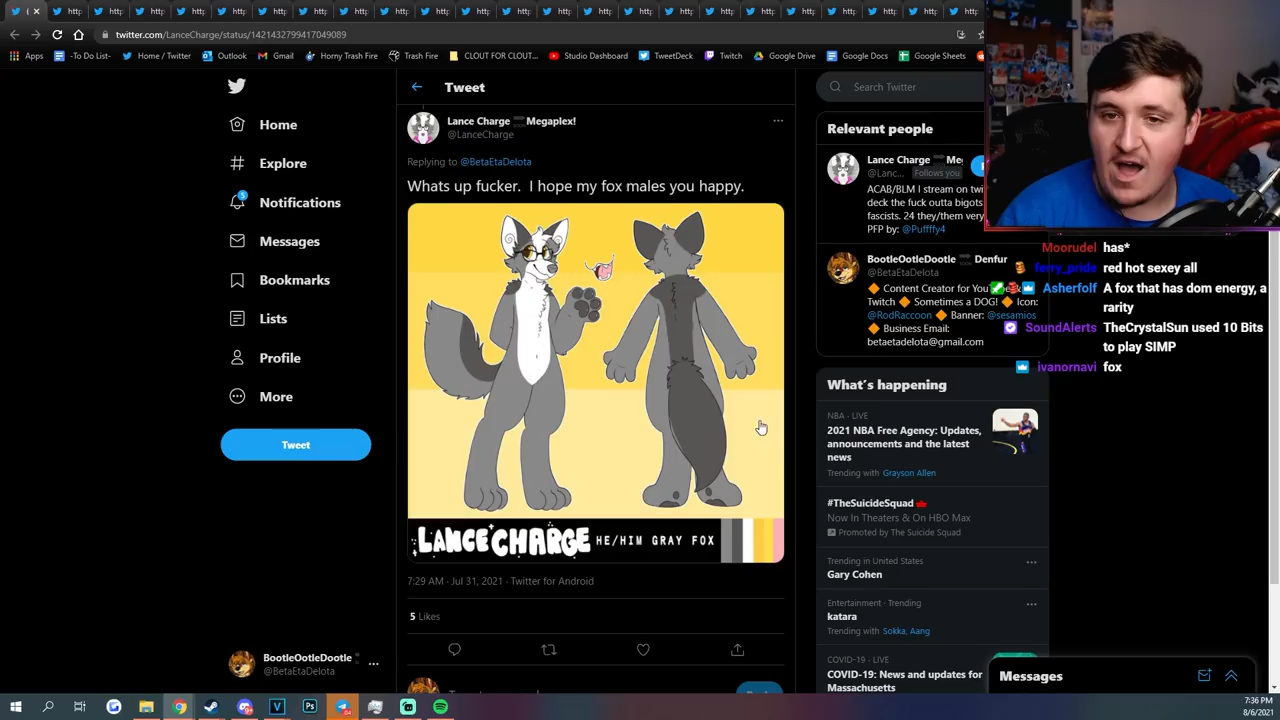 twitter.com/LanceCharge/status/1421432799417049089
Apps
-To Do List-
Home / Twitter
Outlook
Gmail
Horny Trash Fire
Trash Fire
CLOUT FOR CLOUT...
Studio Dashboard
TweetDeck
Twitch
Google Drive
Google Docs
Google Sheets
Home
Explore
5
Notifications
Messages
Bookmarks
Lists
Profile
More
Tweet
BootleOotleDootle
@BetaEtaDelota
Tweet
Lance Charge Megaplex!
@LanceCharge
Replying to @BetaEtaDelota
Whats up fucker. I hope my fox males you happy.
LANCE CHARGE HE/HIM GRAY FOX
7:29 AM · Jul 31, 2021 · Twitter for Android
5 Likes
Search Twitter
Relevant people
Lance Charge Me
@Lanc... Follows you
ACAB/BLM I stream on
deck the fuck outta bigots
fascists. 24 they/them very
PFP by: @Puffffy4
BootleOotleDootle Denfur
@BetaEtaDelota
Content Creator for
Twitch Sometimes a DOG! Icon:
@RodRaccoon Banner: @sesamios
Business Email:
betaetadelota@gmail.com
What's happening
NBA · LIVE
2021 NBA Free Agency: Updates,
announcements and the latest
news
Trending with Grayson Allen
#TheSuicideSquad
Now In Theaters & On HBO Max
Promoted by The Suicide Squad
Trending in United States
Gary Cohen
Entertainment · Trending
katara
Trending with Sokka, Aang
COVID-19 · LIVE
COVID-19: News and updates for
Massachusetts
Messages
Moorudel has*
ferry_pride red hot sexey all
Asherfolf A fox that has dom energy, a
rarity
SoundAlerts TheCrystalSun used 10 Bits
to play SIMP
ivanornavi fox
7:36 PM
8/6/2021